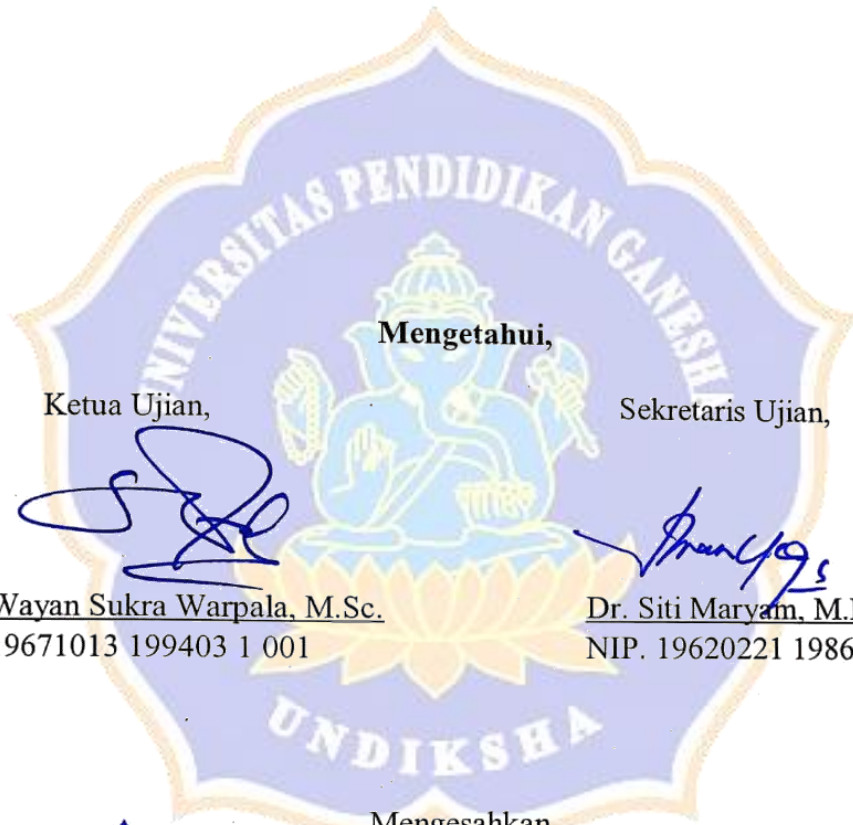 UNIVERSITAS PENDIDIKAN GANESHA
Mengetahui,
Ketua Ujian,
Sekretaris Ujian,
Wayan Sukra Warpala, M.Sc.
9671013 199403 1 001
Dr. Siti Maryam, M.
NIP. 19620221 1986
UNDIKSHA
Mengesahkan